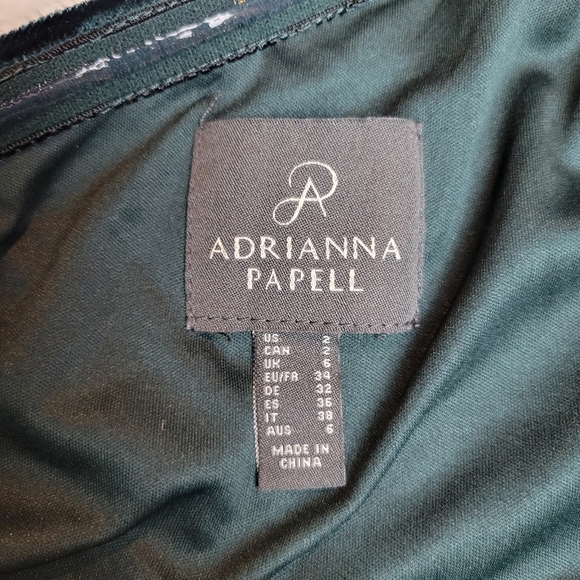 ADRIANNA
PAPELL
US 2
CAN 2
UK 6
EU/FR 34
DE 32
ES 36
IT 38
AUS 6
MADE IN
CHINA